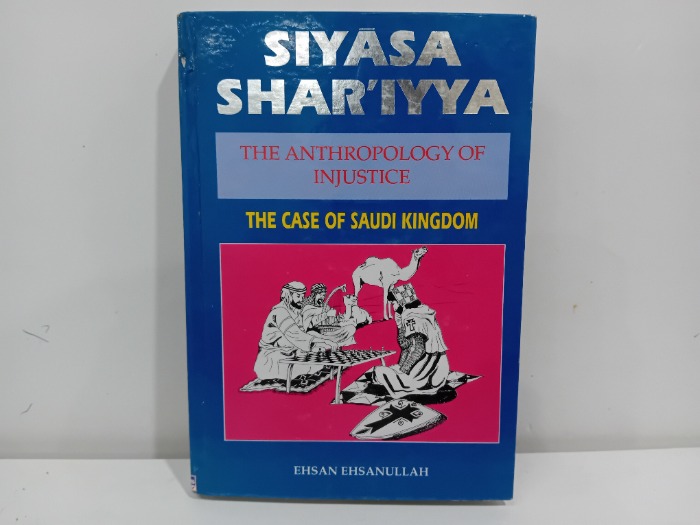 SIYĀSA
SHAR'IYYA
THE ANTHROPOLOGY OF
INJUSTICE
THE CASE OF SAUDI KINGDOM
EHSAN EHSANULLAH